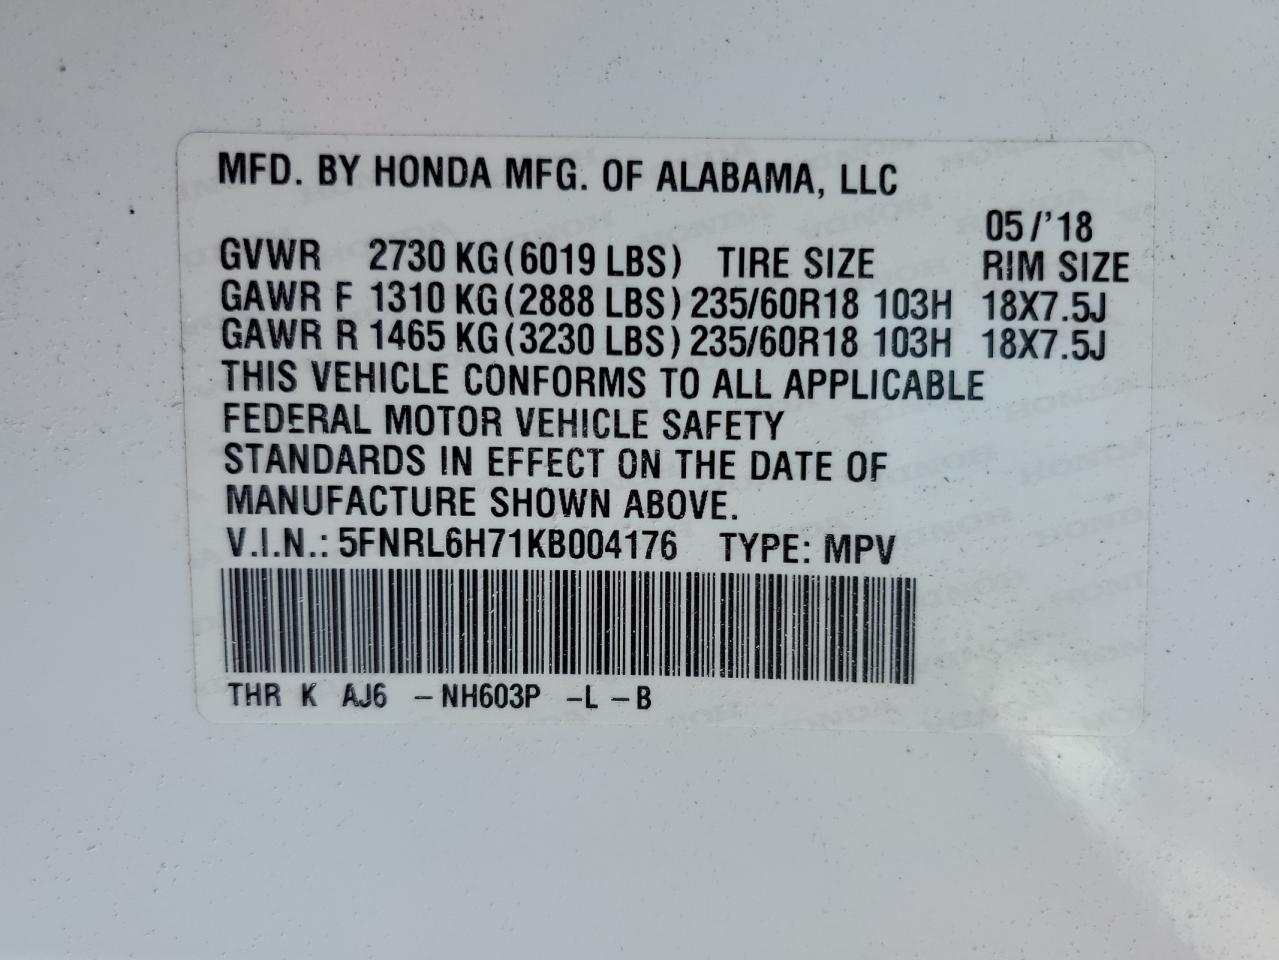 MFD. BY HONDA MFG. OF ALABAMA, LLC
05/'18
GVWR 2730 KG(6019 LBS) TIRE SIZE RIM SIZE
GAWR F 1310 KG(2888 LBS) 235/60R18 103H 18X7.5J
GAWR R 1465 KG(3230 LBS) 235/60R18 103H 18X7.5J
THIS VEHICLE CONFORMS TO ALL APPLICABLE
FEDERAL MOTOR VEHICLE SAFETY
STANDARDS IN EFFECT ON THE DATE OF
MANUFACTURE SHOWN ABOVE.
V.I.N.: 5FNRL6H71KB004176 TYPE: MPV
THR K AJ6 -NH603P -L -B